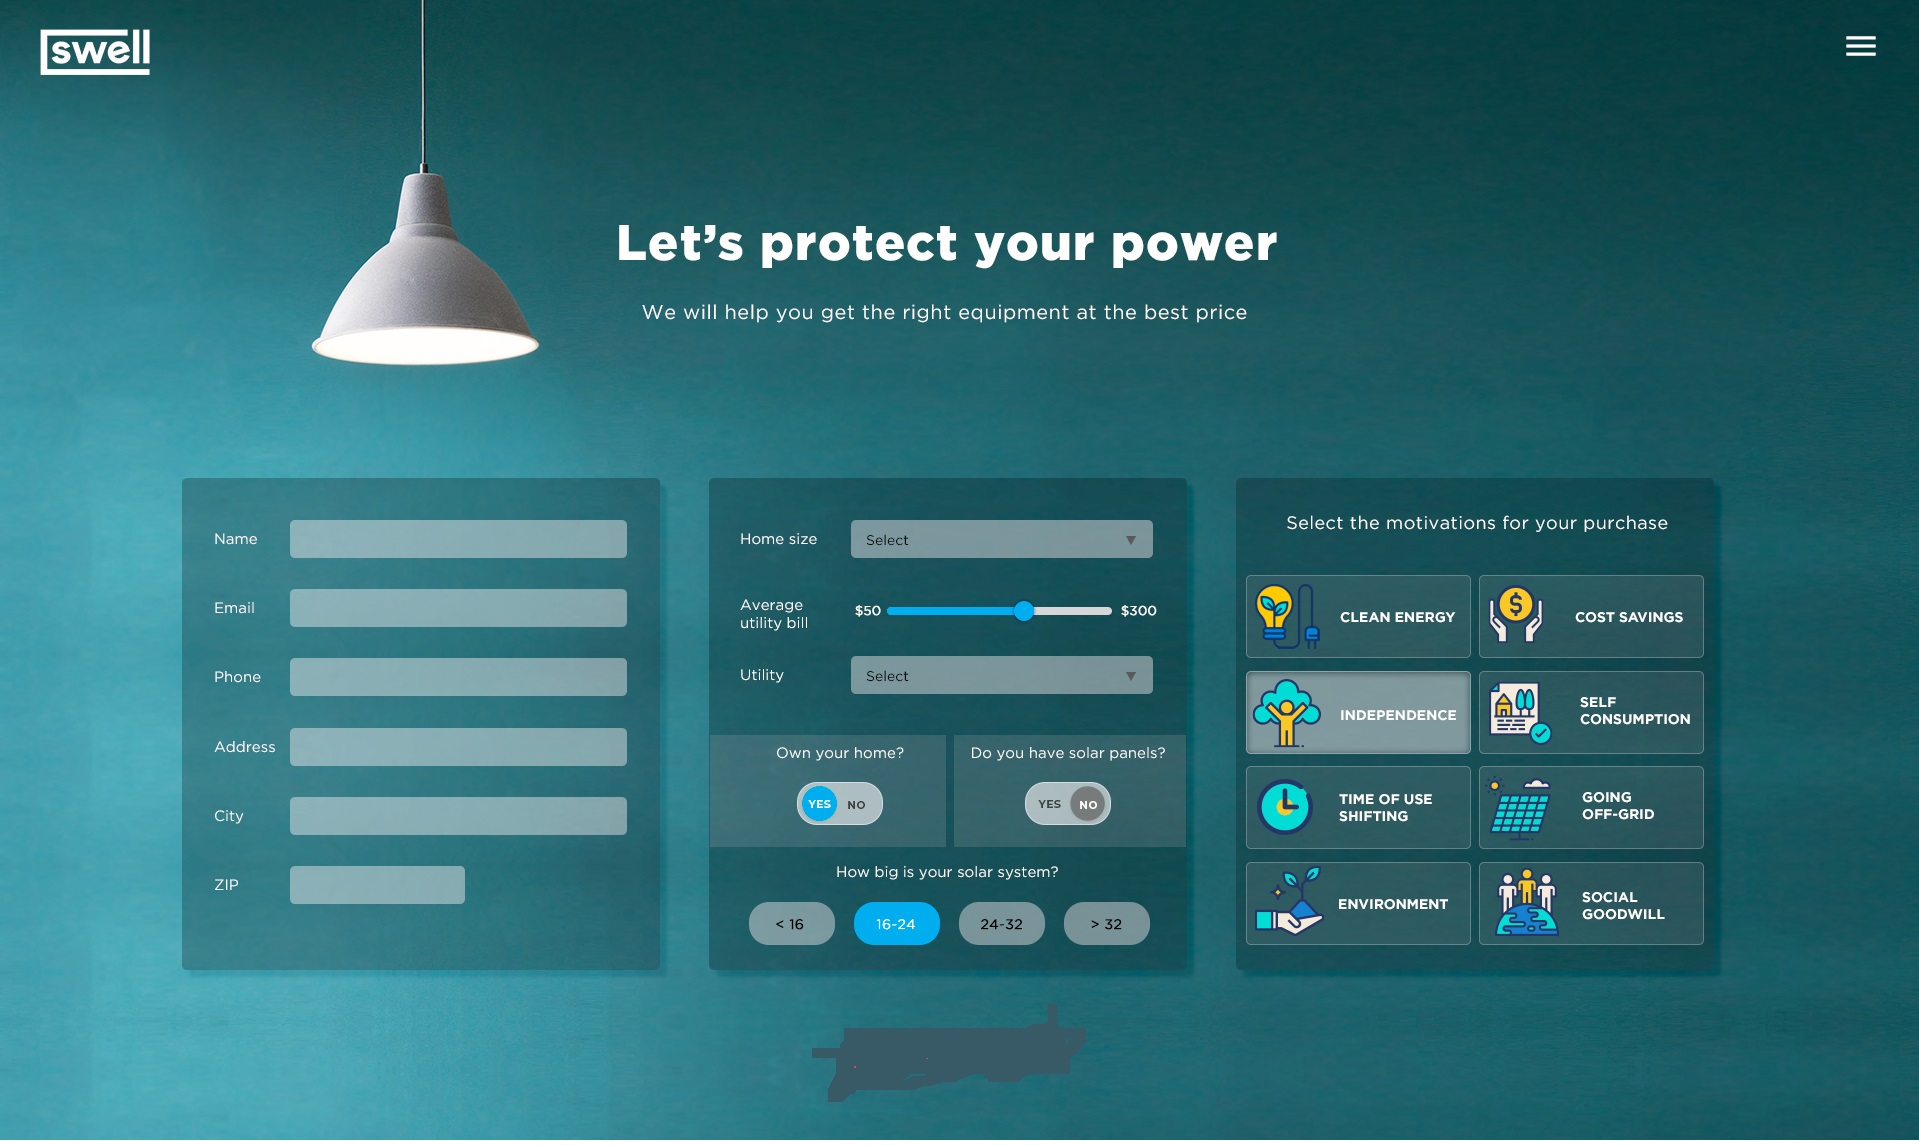 swell
Let's protect your power
We will help you get the right equipment at the best price
Name
Email
Phone
Address
City
ZIP
Home size
Select
Average
utility bill
$50
$300
Utility
Select
Own your home?
YES NO
Do you have solar panels?
YES NO
How big is your solar system?
< 16
16-24
24-32
> 32
Select the motivations for your purchase
CLEAN ENERGY
COST SAVINGS
INDEPENDENCE
SELF
CONSUMPTION
TIME OF USE
SHIFTING
GOING
OFF-GRID
ENVIRONMENT
SOCIAL
GOODWILL